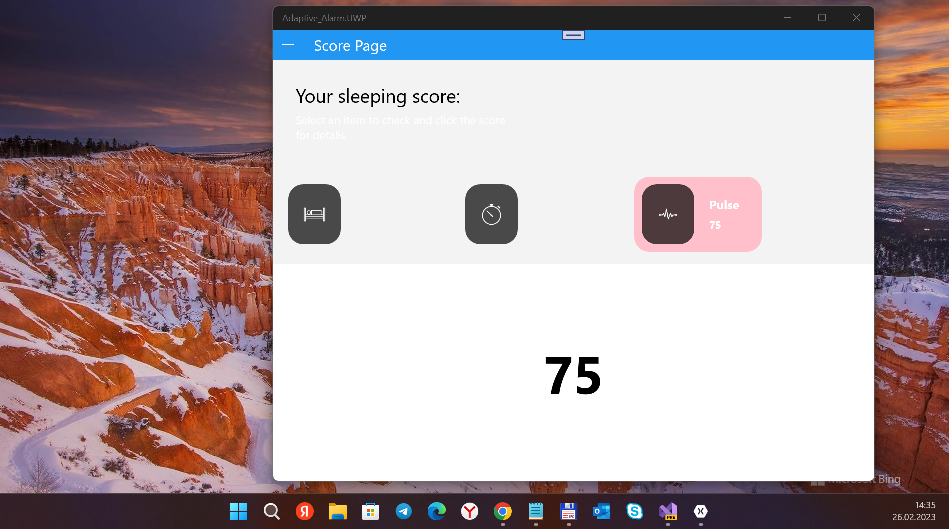 Adaptive_Alarm.UWP
Score Page
Your sleeping score:
Select an item to check and click the score
for details.
Pulse
75
75
Microsoft Bing
Я
Y
PRE
14:35
26.02.2023